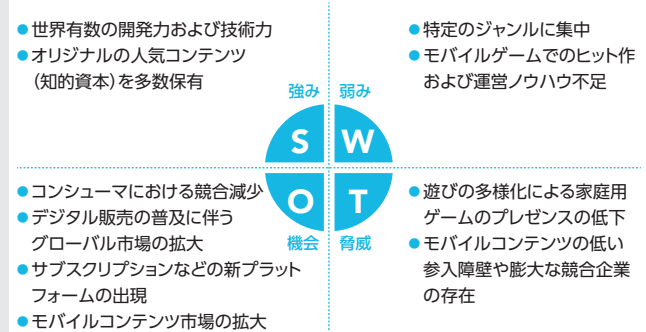 ●世界有数の開発力および技術力
●オリジナルの人気コンテンツ
（知的資本）を多数保有
強み
S
●特定のジャンルに集中
●モバイルゲームでのヒット作
および運営ノウハウ不足
弱み
W
●コンシューマにおける競合減少
●デジタル販売の普及に伴う
グローバル市場の拡大
●サブスクリプションなどの新プラット
フォームの出現
●モバイルコンテンツ市場の拡大
O
機会
●遊びの多様化による家庭用
ゲームのプレゼンスの低下
●モバイルコンテンツの低い
参入障壁や膨大な競合企業
の存在
T
脅威